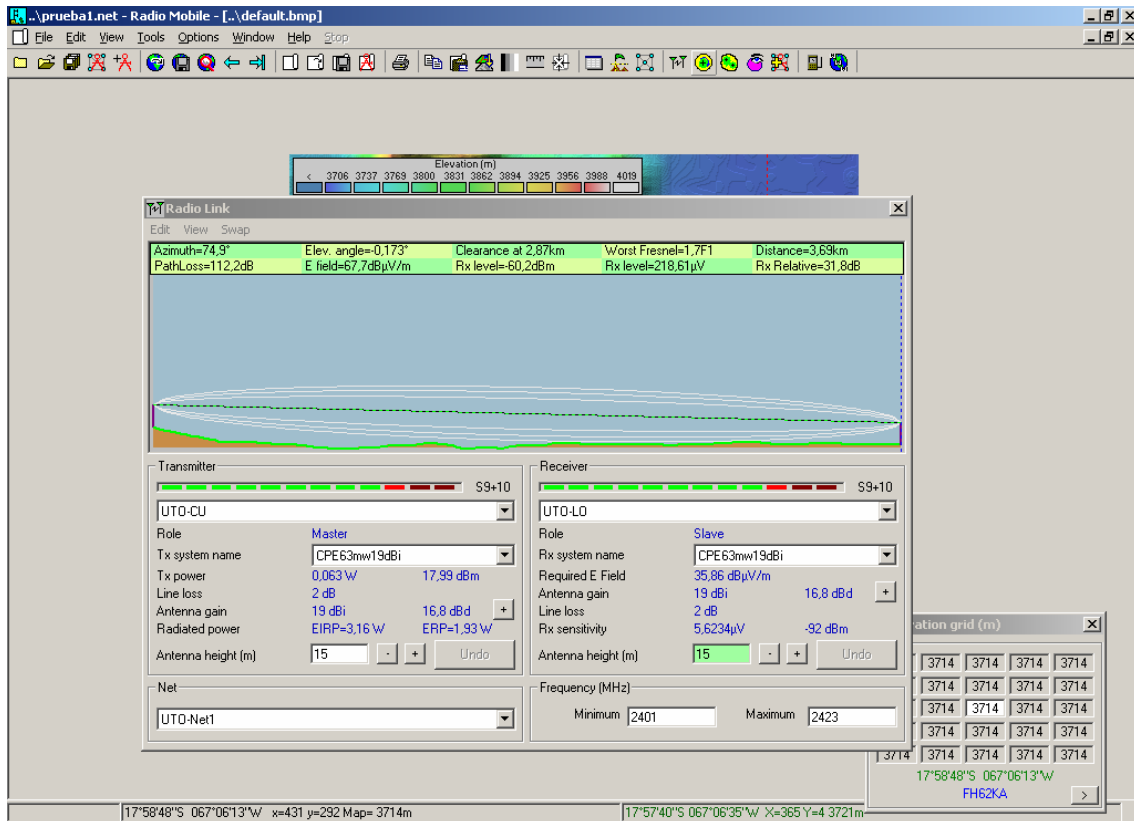 ..\prueba1.net - Radio Mobile - [..\default.bmp]
File Edit View Tools Options Window Help Stop
Elevation (m)
< 3706 3737 3769 3800 3831 3862 3894 3925 3956 3988 4019
Radio Link
Edit View Swap
Azimuth=74,9° Elev. angle=-0,173° Clearance at 2,87km Worst Fresnel=1,7F1 Distance=3,69km
PathLoss=112,2dB E field=67,7dBµV/m Rx level=-60,2dBm Rx level=218,61µV Rx Relative=31,8dB
Transmitter
S9+10
UTO-CU
Role Master
Tx system name CPE63mw19dBi
Tx power 0,063 W 17,99 dBm
Line loss 2 dB
Antenna gain 19 dBi 16,8 dBd +
Radiated power EIRP=3,16 W ERP=1,93 W
Antenna height (m) 15 - + Undo
Net
UTO-Net1
Receiver
S9+10
UTO-LO
Role Slave
Rx system name CPE63mw19dBi
Required E Field 35,86 dBµV/m
Antenna gain 19 dBi 16,8 dBd +
Line loss 2 dB
Rx sensitivity 5,6234µV -92 dBm
Antenna height (m) 15 - + Undo
Frequency (MHz)
Minimum 2401 Maximum 2423
ration grid (m)
3714 3714 3714 3714
3714 3714 3714 3714
3714 3714 3714 3714
3714 3714 3714 3714
3714 3714 3714 3714 3714
17°58'48''S 067°06'13''W
FH62KA >
17°58'48''S 067°06'13''W x=431 y=292 Map= 3714m 17°57'40''S 067°06'35''W X=365 Y=4 3721m